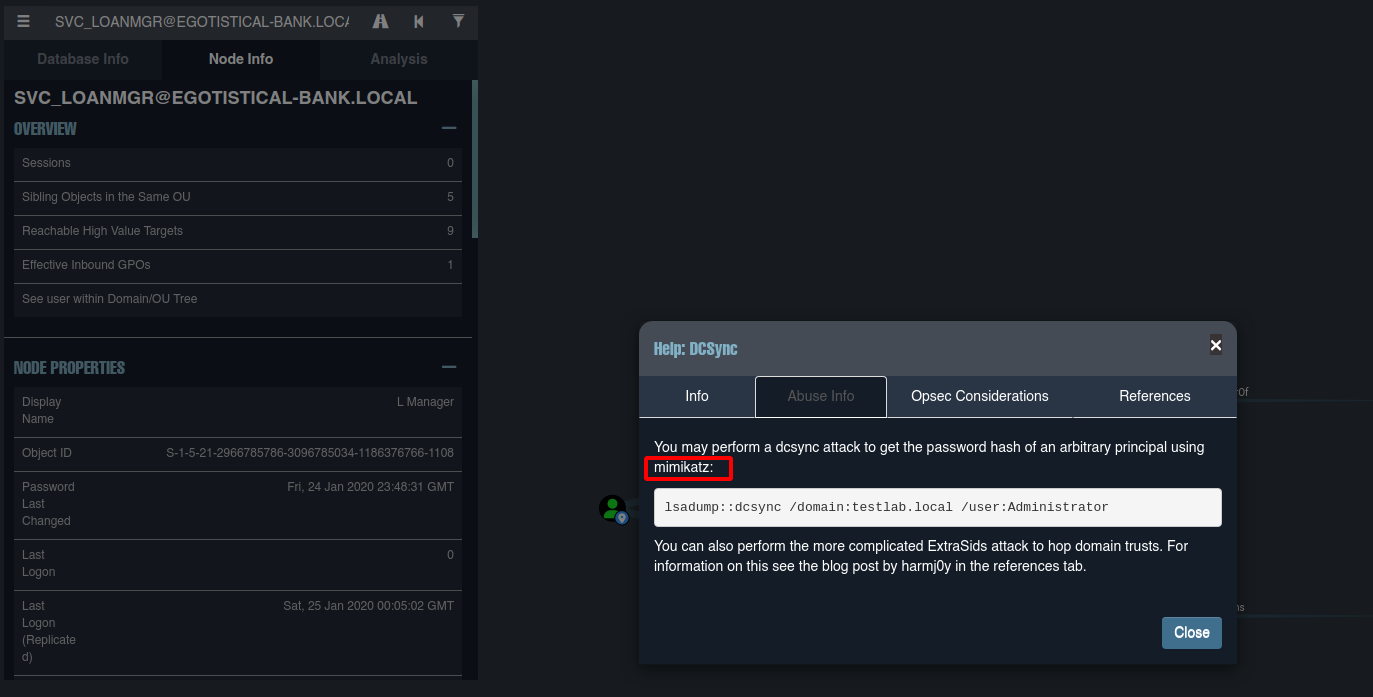 SVC_LOANMGR@EGOTISTICAL-BANK.LOCA
Database Info Node Info Analysis
SVC_LOANMGR@EGOTISTICAL-BANK.LOCAL
OVERVIEW
Sessions 0
Sibling Objects in the Same OU 5
Reachable High Value Targets 9
Effective Inbound GPOs 1
See user within Domain/OU Tree
NODE PROPERTIES
Display L Manager
Name
Object ID S-1-5-21-2966785786-3096785034-1186376766-1108
Password Fri, 24 Jan 2020 23:48:31 GMT
Last
Changed
Last 0
Logon
Last Sat, 25 Jan 2020 00:05:02 GMT
Logon
(Replicate
d)
Help: DCSync
Info Abuse Info Opsec Considerations References
You may perform a dcsync attack to get the password hash of an arbitrary principal using
mimikatz:
lsadump::dcsync /domain:testlab.local /user:Administrator
You can also perform the more complicated ExtraSids attack to hop domain trusts. For
information on this see the blog post by harmj0y in the references tab.
Close